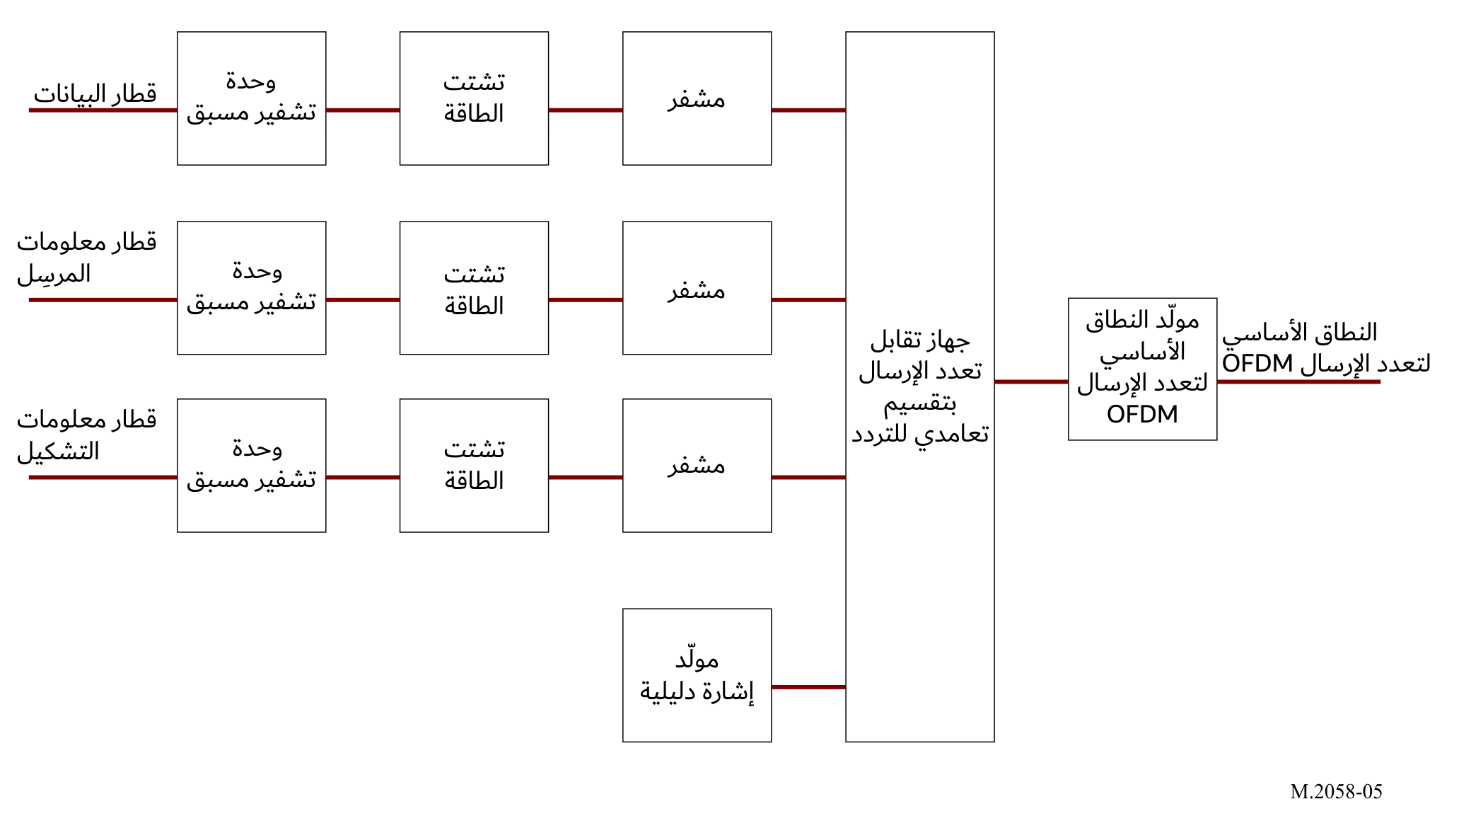 قطار البيانات
وحدة
تشفير مسبق
تشتت
الطاقة
مشفر
قطار معلومات
المرسِل
وحدة
تشفير مسبق
تشتت
الطاقة
مشفر
قطار معلومات
التشكيل
وحدة
تشفير مسبق
تشتت
الطاقة
مشفر
مولّد
إشارة دليلية
جهاز تقابل
تعدد الإرسال
بتقسيم
تعامدي للتردد
مولّد النطاق
الأساسي
لتعدد الإرسال
OFDM
النطاق الأساسي
لتعدد الإرسال OFDM
M.2058-05